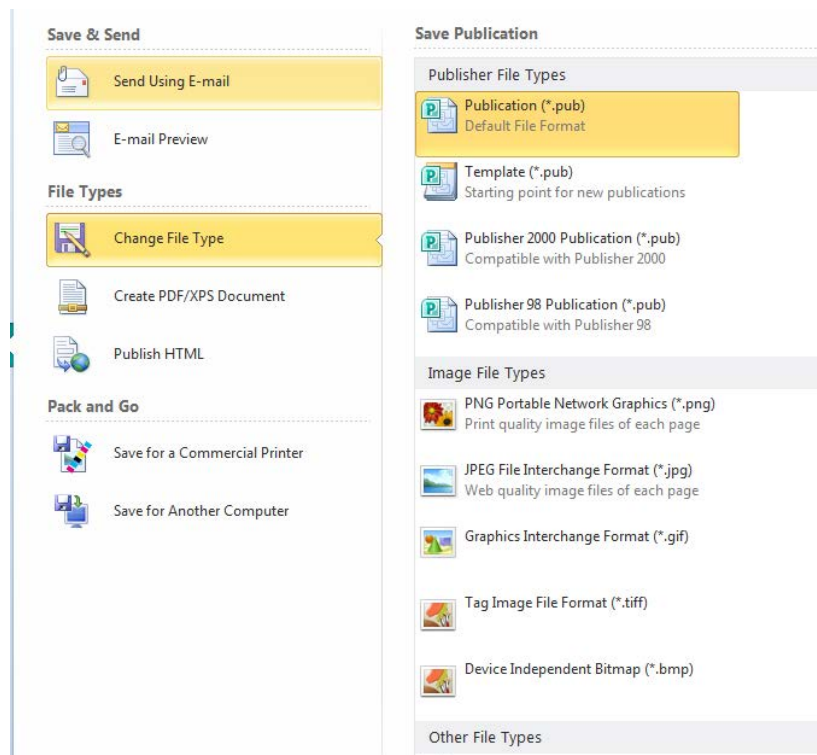 Save & Send
Send Using E-mail
E-mail Preview
File Types
Change File Type
Create PDF/XPS Document
Publish HTML
Pack and Go
Save for a Commercial Printer
Save for Another Computer
Save Publication
Publisher File Types
Publication (*.pub)
Default File Format
Template (*.pub)
Starting point for new publications
Publisher 2000 Publication (*.pub)
Compatible with Publisher 2000
Publisher 98 Publication (*.pub)
Compatible with Publisher 98
Image File Types
PNG Portable Network Graphics (*.png)
Print quality image files of each page
JPEG File Interchange Format (*.jpg)
Web quality image files of each page
Graphics Interchange Format (*.gif)
Tag Image File Format (*.tiff)
Device Independent Bitmap (*.bmp)
Other File Types